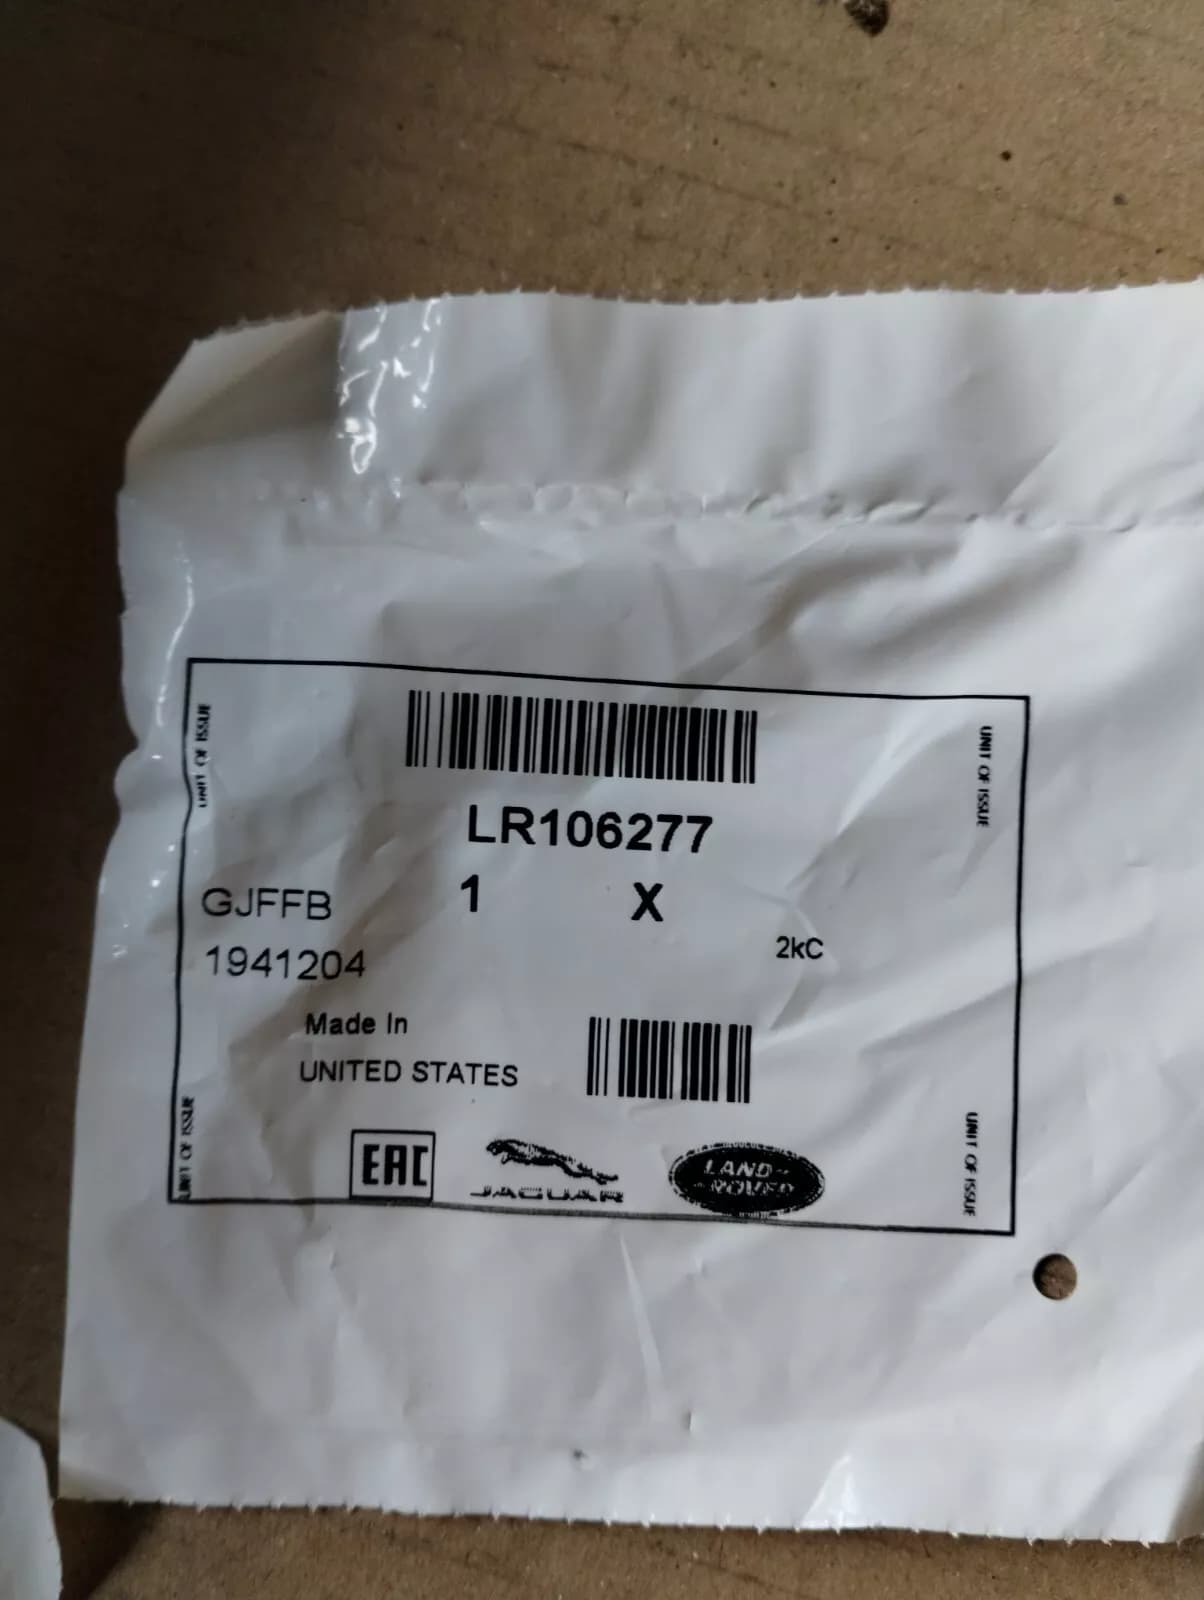 UNIT OF ISSUE
UNIT OF ISSUE
LR106277
GJFFB 1 X
2kC
1941204
Made In
UNITED STATES
UNIT OF ISSUE
UNIT OF ISSUE
EAC
JAGUAR
LAND-
-ROVER